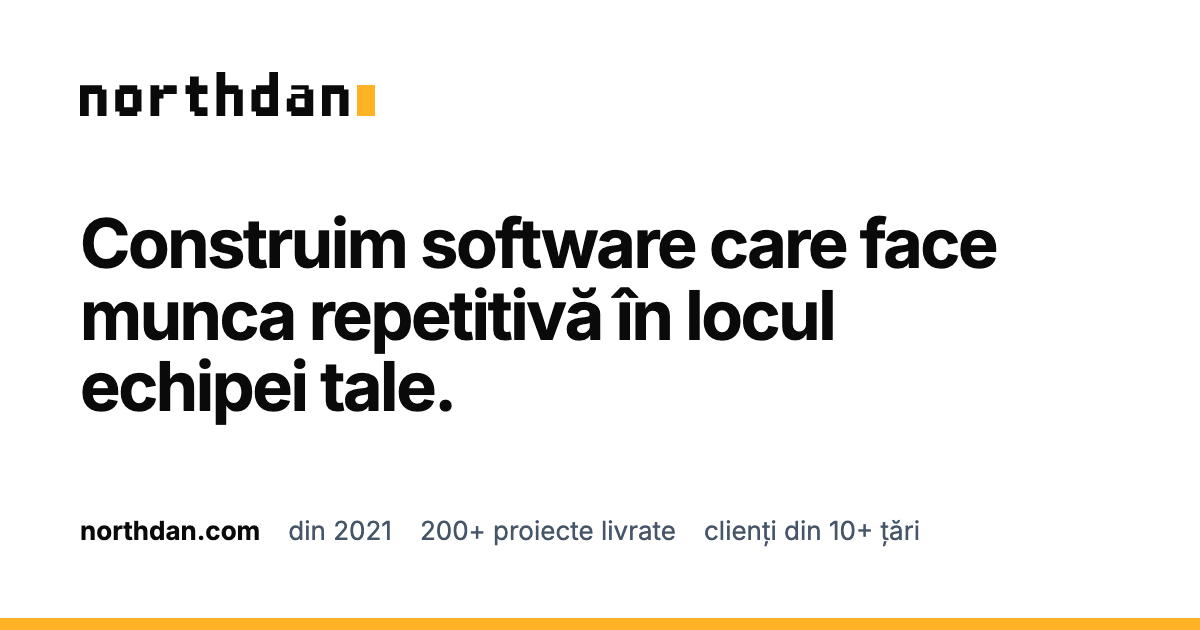 northdan
Construim software care face
munca repetitivă în locul
echipei tale.
northdan.com din 2021 200+ proiecte livrate clienți din 10+ țări